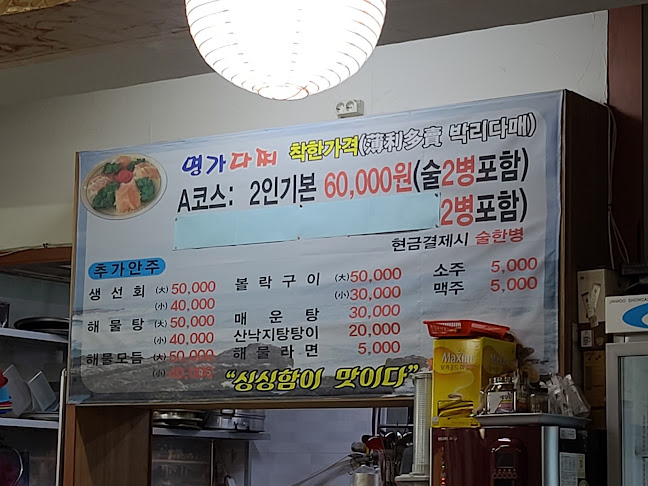 명가다찌 착한가격(薄利多賣 박리다매)
A코스: 2인기본 60,000원(술2병포함)
2병포함)
현금결제시 술한병
추가안주
생선회 (大) 50,000
(小) 40,000
해물탕 (大) 50,000
(小) 40,000
해물모듬 (大) 50,000
(小) 40,000
볼락구이 (大) 50,000
(小) 30,000
매운탕 30,000
산낙지탕탕이 20,000
해물라면 5,000
소주 5,000
맥주 5,000
"싱싱함이 맛이다"
Maxim